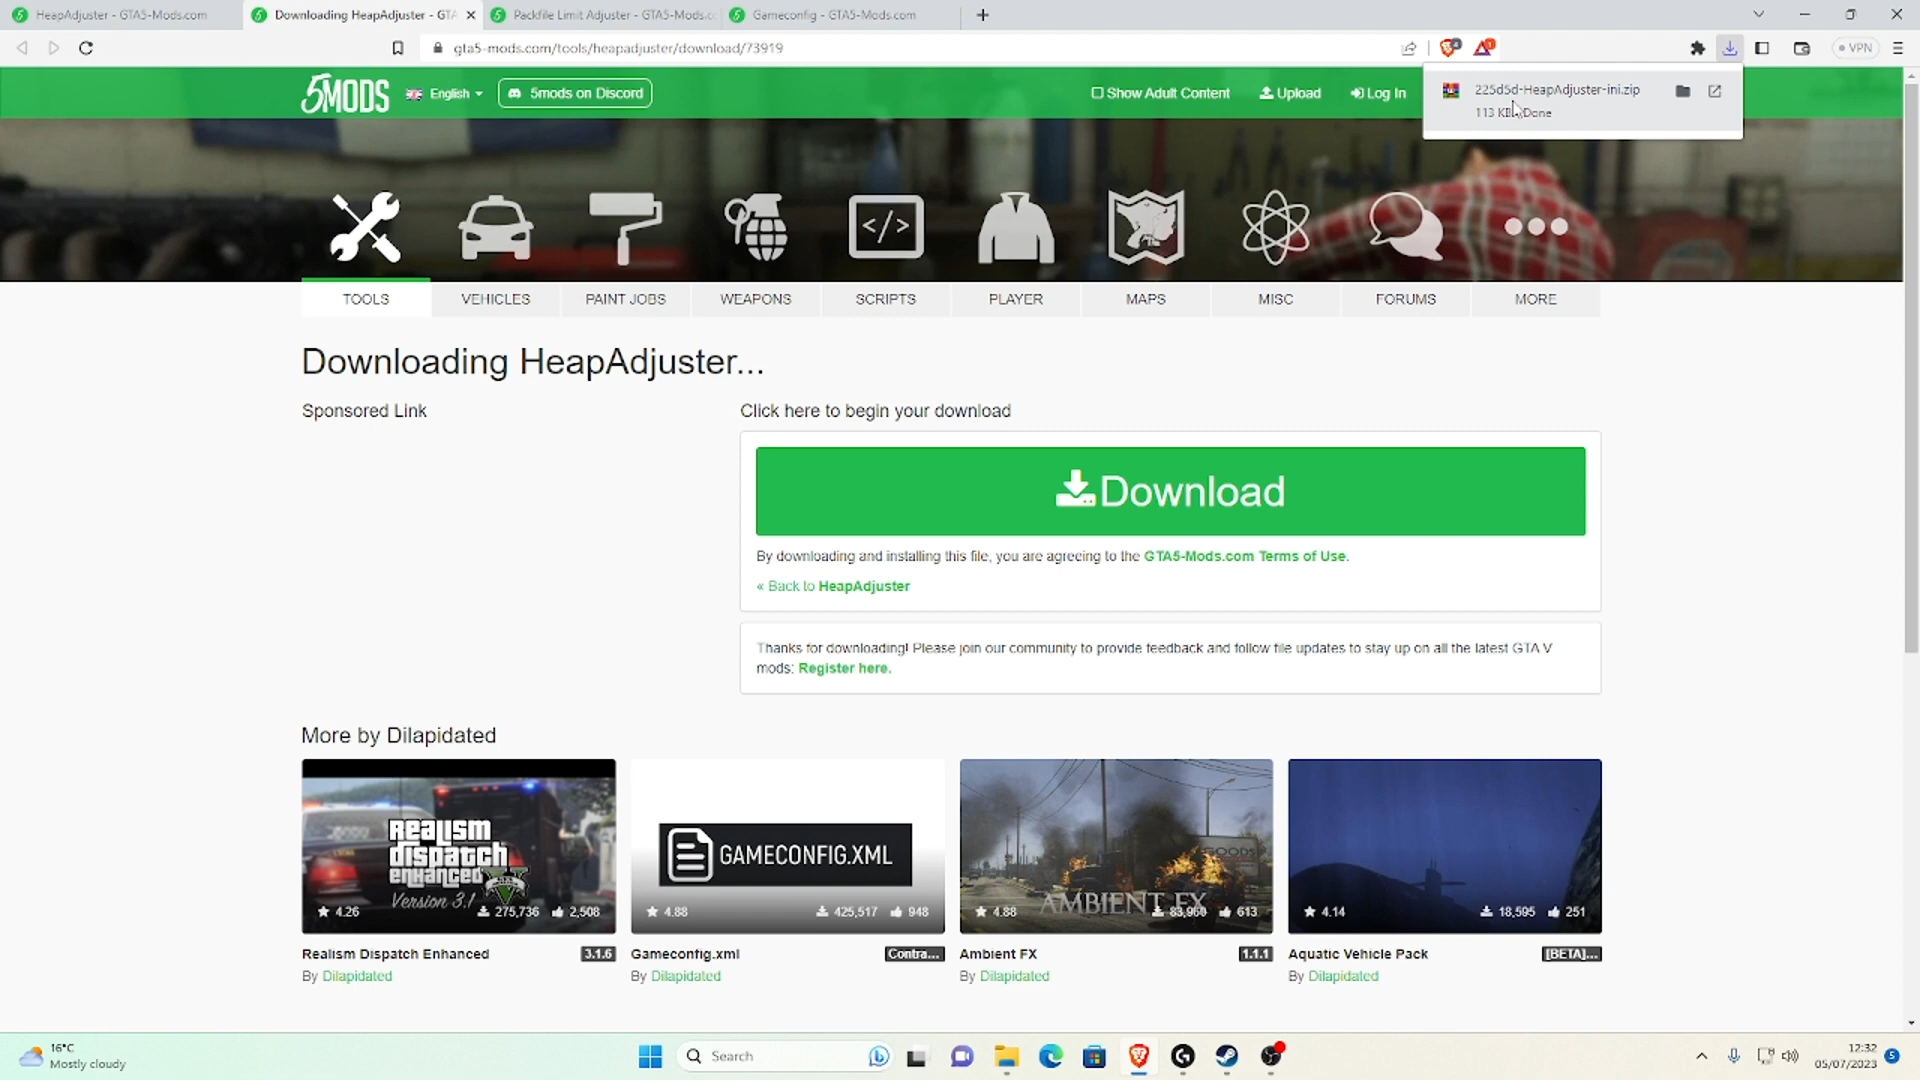 HeapAdjuster - GTA5-Mods.com
Downloading HeapAdjuster - GTA
Packfile Limit Adjuster - GTA5-Mods.c
Gameconfig - GTA5-Mods.com
gta5-mods.com/tools/heapadjuster/download/73919
VPN
5MODS
English
5mods on Discord
Show Adult Content
Upload
Log In
225d5d-HeapAdjuster-ini.zip
113 KB Done
TOOLS
VEHICLES
PAINT JOBS
WEAPONS
SCRIPTS
PLAYER
MAPS
MISC
FORUMS
MORE
Downloading HeapAdjuster...
Sponsored Link
Click here to begin your download
Download
By downloading and installing this file, you are agreeing to the GTA5-Mods.com Terms of Use.
« Back to HeapAdjuster
Thanks for downloading! Please join our community to provide feedback and follow file updates to stay up on all the latest GTA V
mods: Register here.
More by Dilapidated
REALISM
DISPATCH
ENHANCED
Version 3.1
4.26
275,736
2,508
GAMECONFIG.XML
4.88
425,517
948
AMBIENT FX
4.88
83,960
613
4.14
18,595
251
Realism Dispatch Enhanced
3.1.6
By Dilapidated
Gameconfig.xml
Contra...
By Dilapidated
Ambient FX
1.1.1
By Dilapidated
Aquatic Vehicle Pack
[BETA]...
By Dilapidated
16°C
Mostly cloudy
Search
12:32
05/07/2023
5